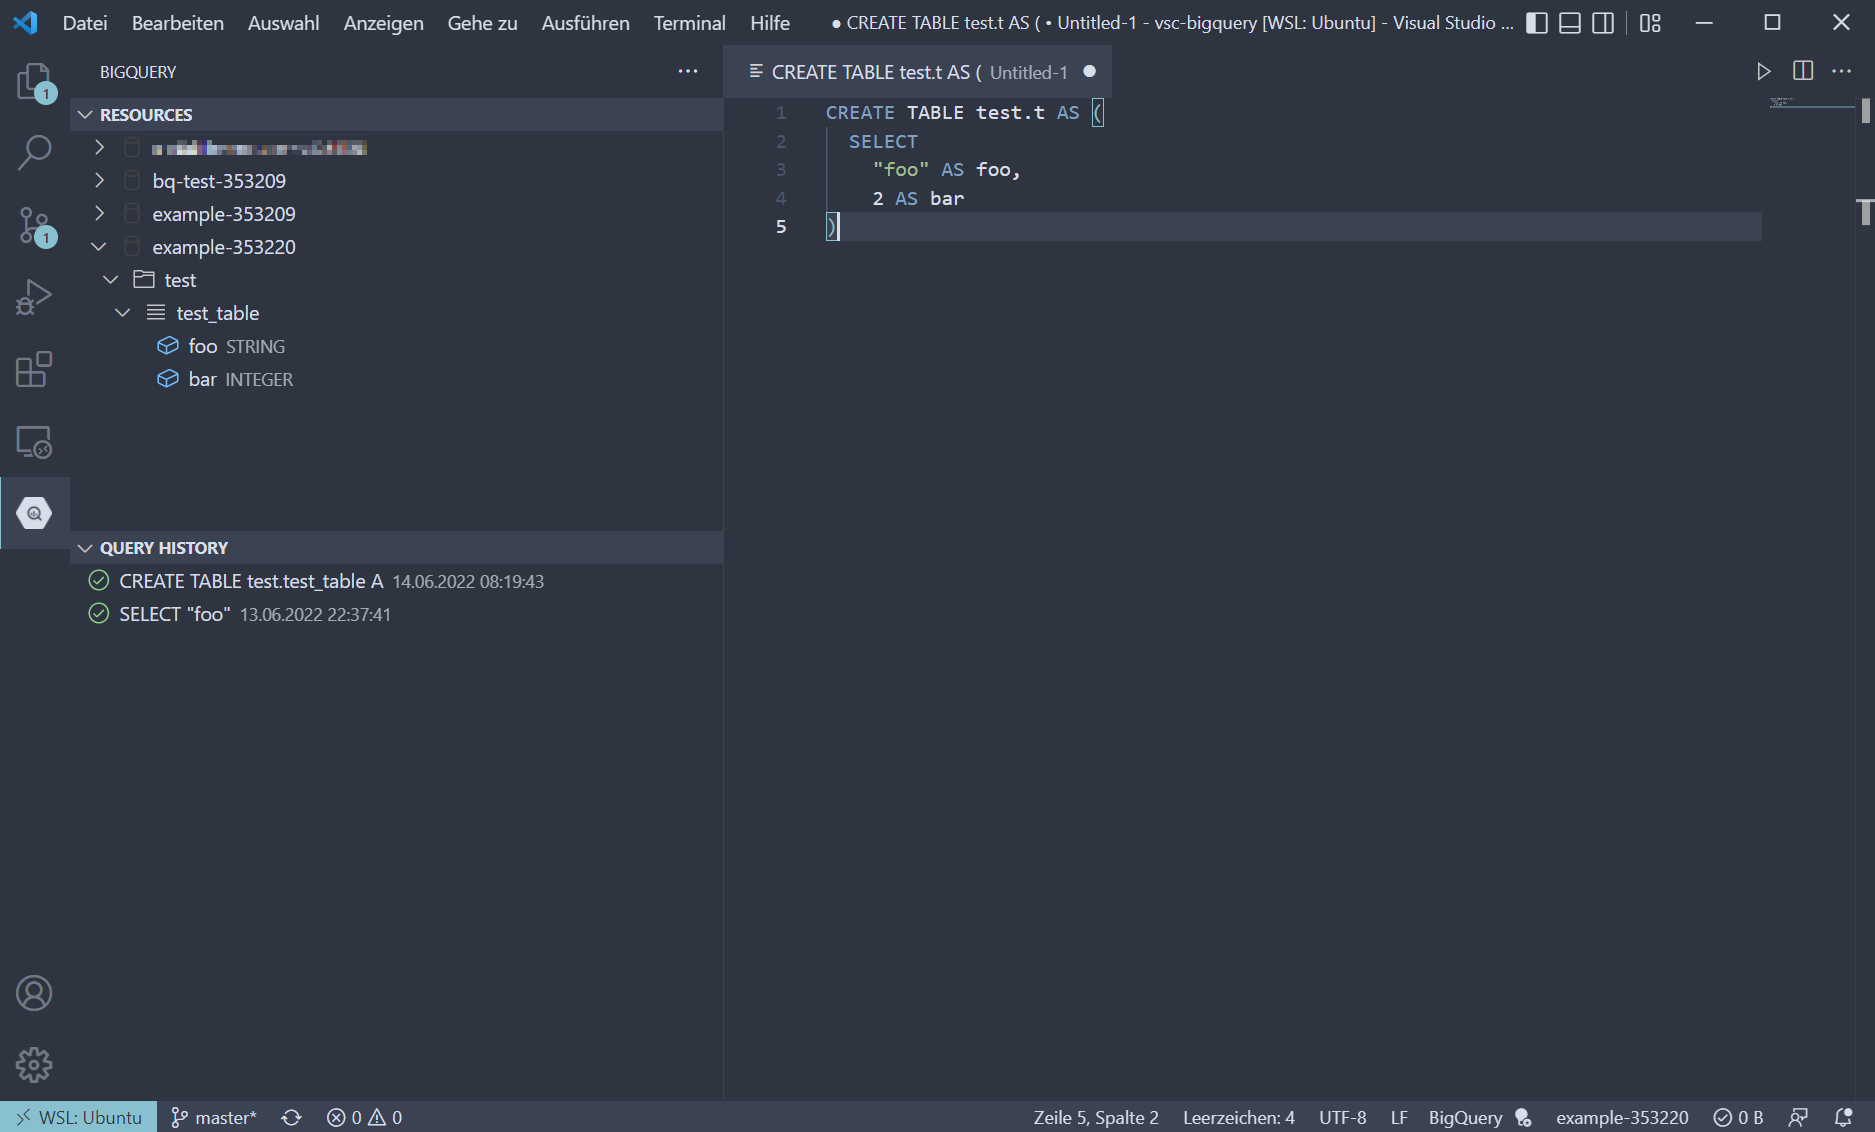 Datei Bearbeiten Auswahl Anzeigen Gehe zu Ausführen Terminal Hilfe ● CREATE TABLE test.t AS ( • Untitled-1 - vsc-bigquery [WSL: Ubuntu] - Visual Studio ...
BIGQUERY
RESOURCES
bq-test-353209
example-353209
example-353220
test
test_table
foo STRING
bar INTEGER
QUERY HISTORY
CREATE TABLE test.test_table A 14.06.2022 08:19:43
SELECT "foo" 13.06.2022 22:37:41
1
1
CREATE TABLE test.t AS ( Untitled-1
1 CREATE TABLE test.t AS (
2 SELECT
3 "foo" AS foo,
4 2 AS bar
5 )
WSL: Ubuntu master* 0 0 Zeile 5, Spalte 2 Leerzeichen: 4 UTF-8 LF BigQuery example-353220 0 B